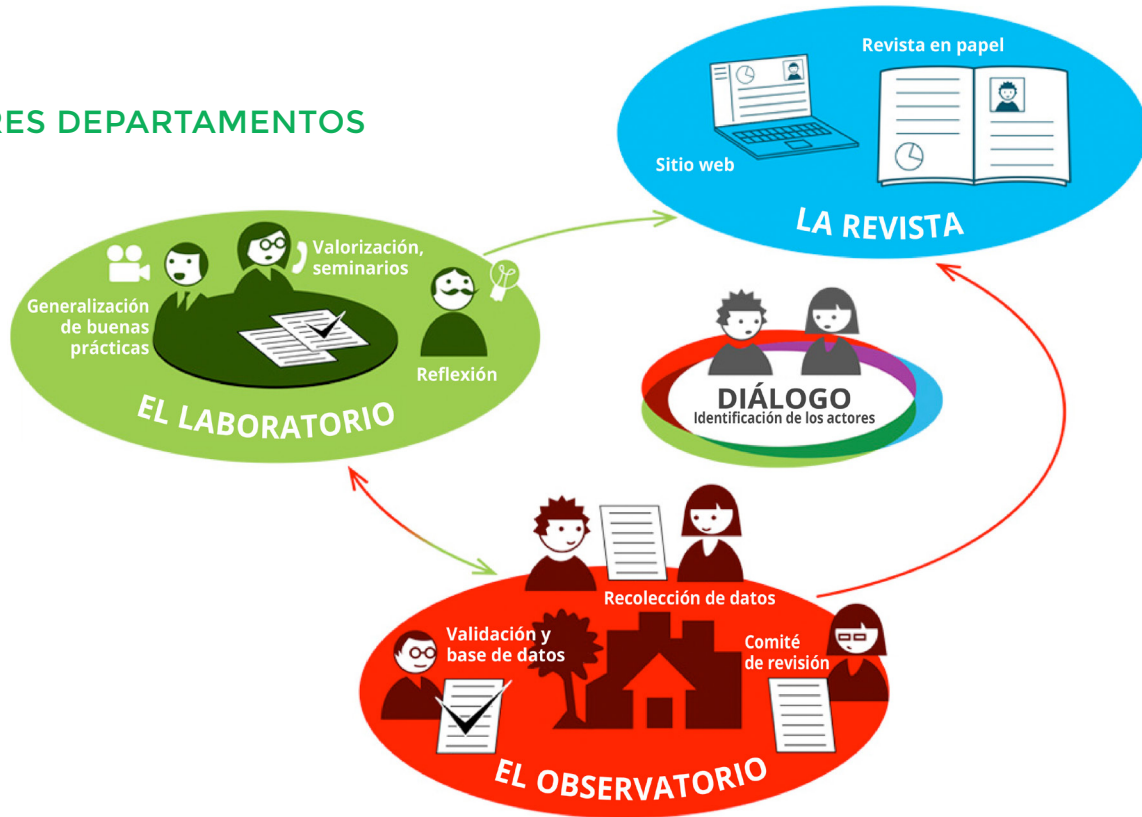 RES DEPARTAMENTOS
Revista en papel
Sitio web
LA REVISTA
Valorización,
seminarios
Generalización
de buenas
prácticas
Reflexión
EL LABORATORIO
DIÁLOGO
Identificación de los actores
Recolección de datos
Validación y
base de datos
Comité
de revisión
EL OBSERVATORIO